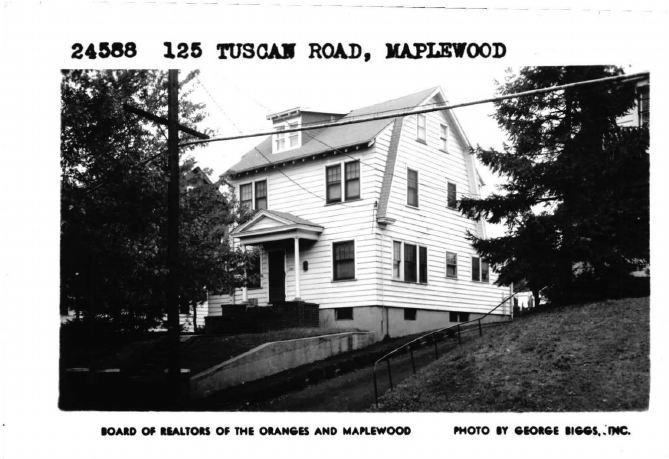 24588 125 TUSCAN ROAD, MAPLEWOOD
BOARD OF REALTORS OF THE ORANGES AND MAPLEWOOD PHOTO BY GEORGE BIGGS, INC.